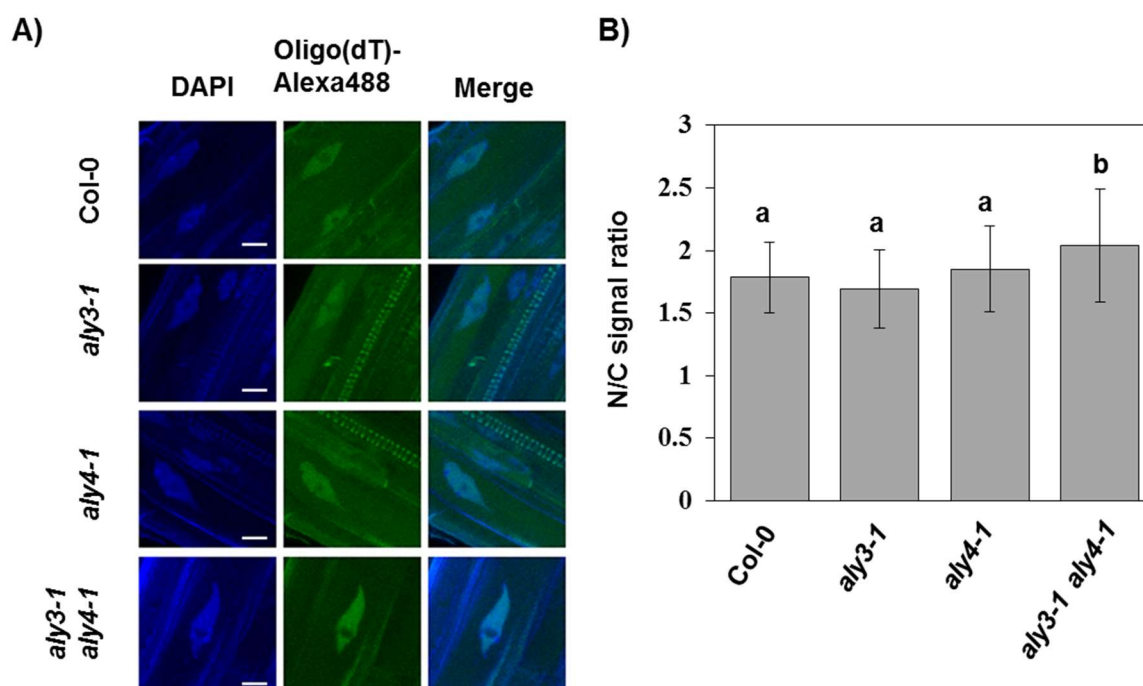 A)
DAPI
Oligo(dT)-
Alexa488
Merge
Col-0
aly3-1
aly4-1
aly3-1
aly4-1
B)
N/C signal ratio
3
2.5
2
1.5
1
0.5
0
a
a
a
b
Col-0
aly3-1
aly4-1
aly3-1 aly4-1